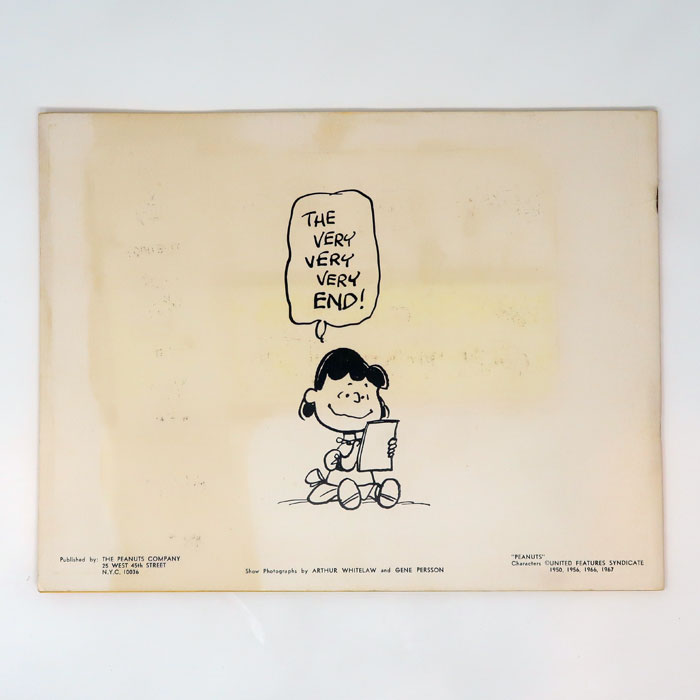 THE
VERY
VERY
VERY
END!
Published by: THE PEANUTS COMPANY
25 WEST 45th STREET
N.Y.C. 10036
Show Photographs by ARTHUR WHITELAW and GENE PERSSON
"PEANUTS"
Characters ©UNITED FEATURES SYNDICATE
1950, 1956, 1966, 1967